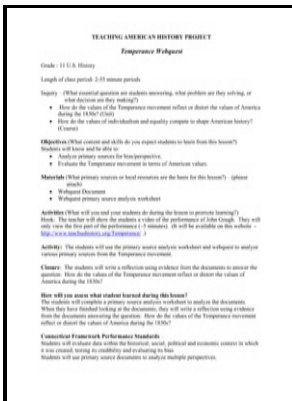 TEACHING AMERICAN HISTORY PROJECT
Temperance Webquest
Grade : 11 U.S. History
Length of class period: 2-55 minute periods
Inquiry – (What essential question are students answering, what problem are they solving, or
what decision are they making?)
• How do the values of the Temperance movement reflect or distort the values of America
during the 1830s? (Unit)
• How do the values of individualism and equality compete to shape American history?
(Course)
Objectives (What content and skills do you expect students to learn from this lesson?)
Students will know and be able to:
• Analyze primary sources for bias/perspective.
• Evaluate the Temperance movement in terms of American values.
Materials (What primary sources or local resources are the basis for this lesson?) – (please
attach)
• Webquest Document
• Webquest primary source analysis worksheet
Activities (What will you and your students do during the lesson to promote learning?)
Hook: The teacher will show the students a video of the performance of John Gough. They will
only view the first part of the performance (~5 minutes). (It will be available on this website -
Activity: The students will use the primary source analysis worksheet and webquest to analyze
various primary sources from the Temperance movement.
Closure: The students will write a reflection using evidence from the documents to answer the
question: How do the values of the Temperance movement reflect or distort the values of
America during the 1830s?
How will you assess what student learned during this lesson?
The students will complete a primary source analysis worksheet to analyze the documents.
When they have finished looking at the documents, they will write a reflection using evidence
from the documents answering the question: How do the values of the Temperance movement
reflect or distort the values of America during the 1830s?
Connecticut Framework Performance Standards
Students will evaluate data within the historical, social, political and economic context in which
it was created, testing its credibility and evaluating its bias.
Students will use primary source documents to analyze multiple perspectives.